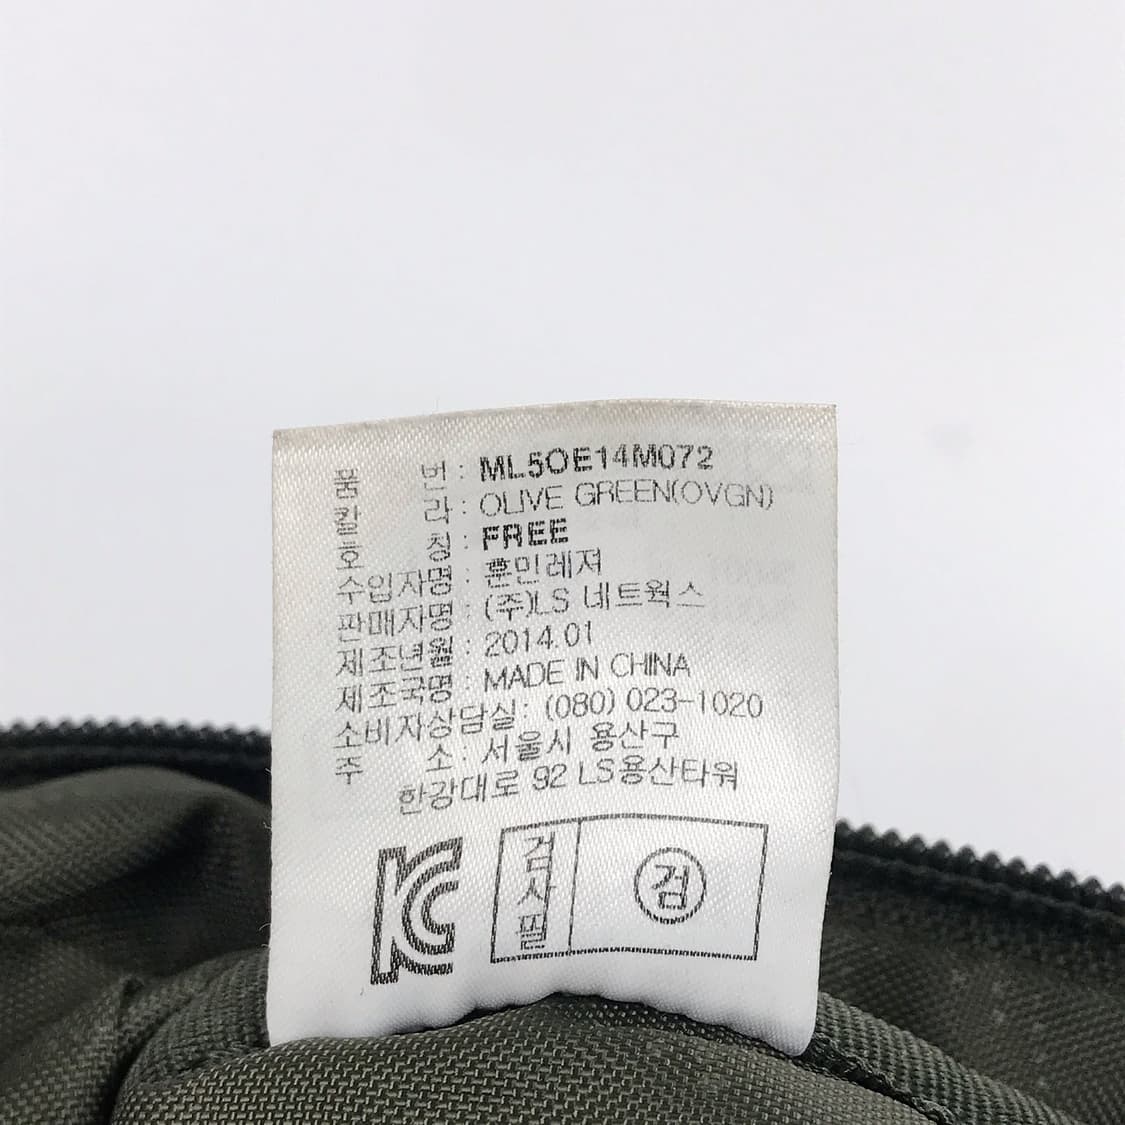 품 번 : ML5OE14M072
칼 라 : OLIVE GREEN(OVGN)
호 칭 : FREE
수입자명 : 훈민레저
판매자명 : (주)LS 네트웍스
제조년월 : 2014.01
제조국명 : MADE IN CHINA
소비자상담실: (080) 023-1020
주 소: 서울시 용산구
한강대로 92 LS용산타워
KC 검사필 검